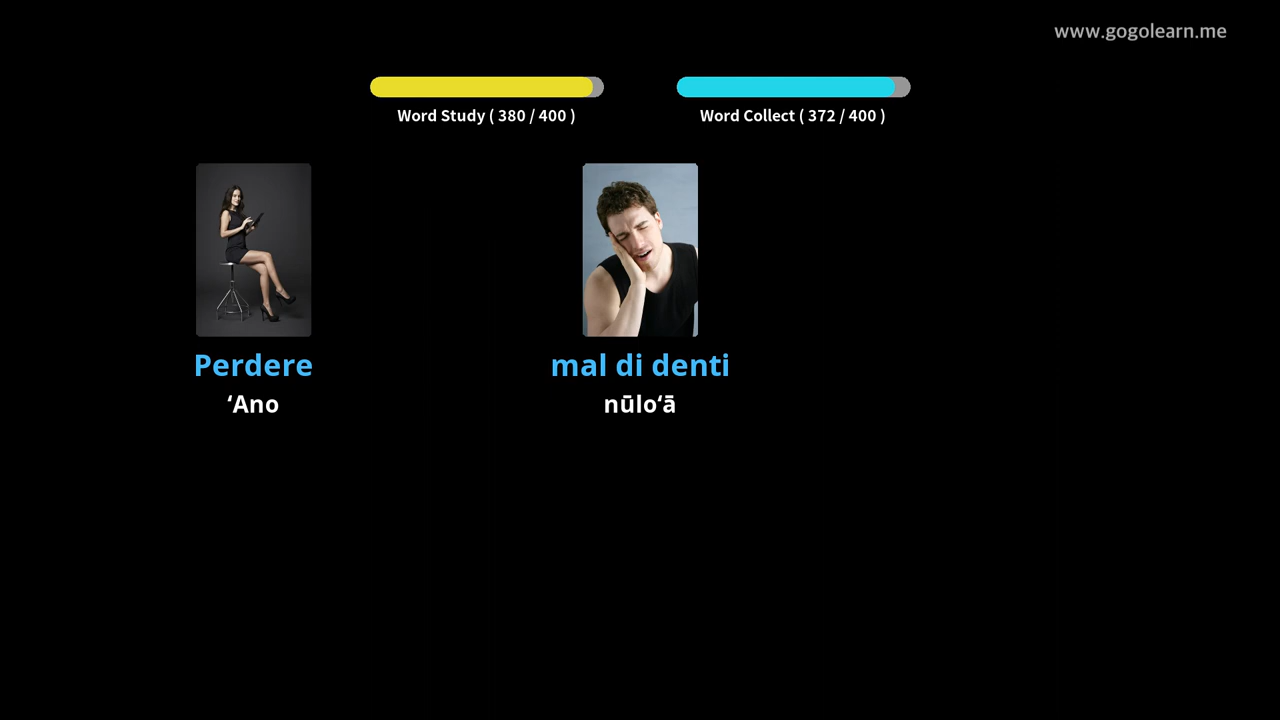 www.gogolearn.me
Word Study ( 380 / 400 )
Word Collect ( 372 / 400 )
Perdere
mal di denti
ʻAno
nūloʻā